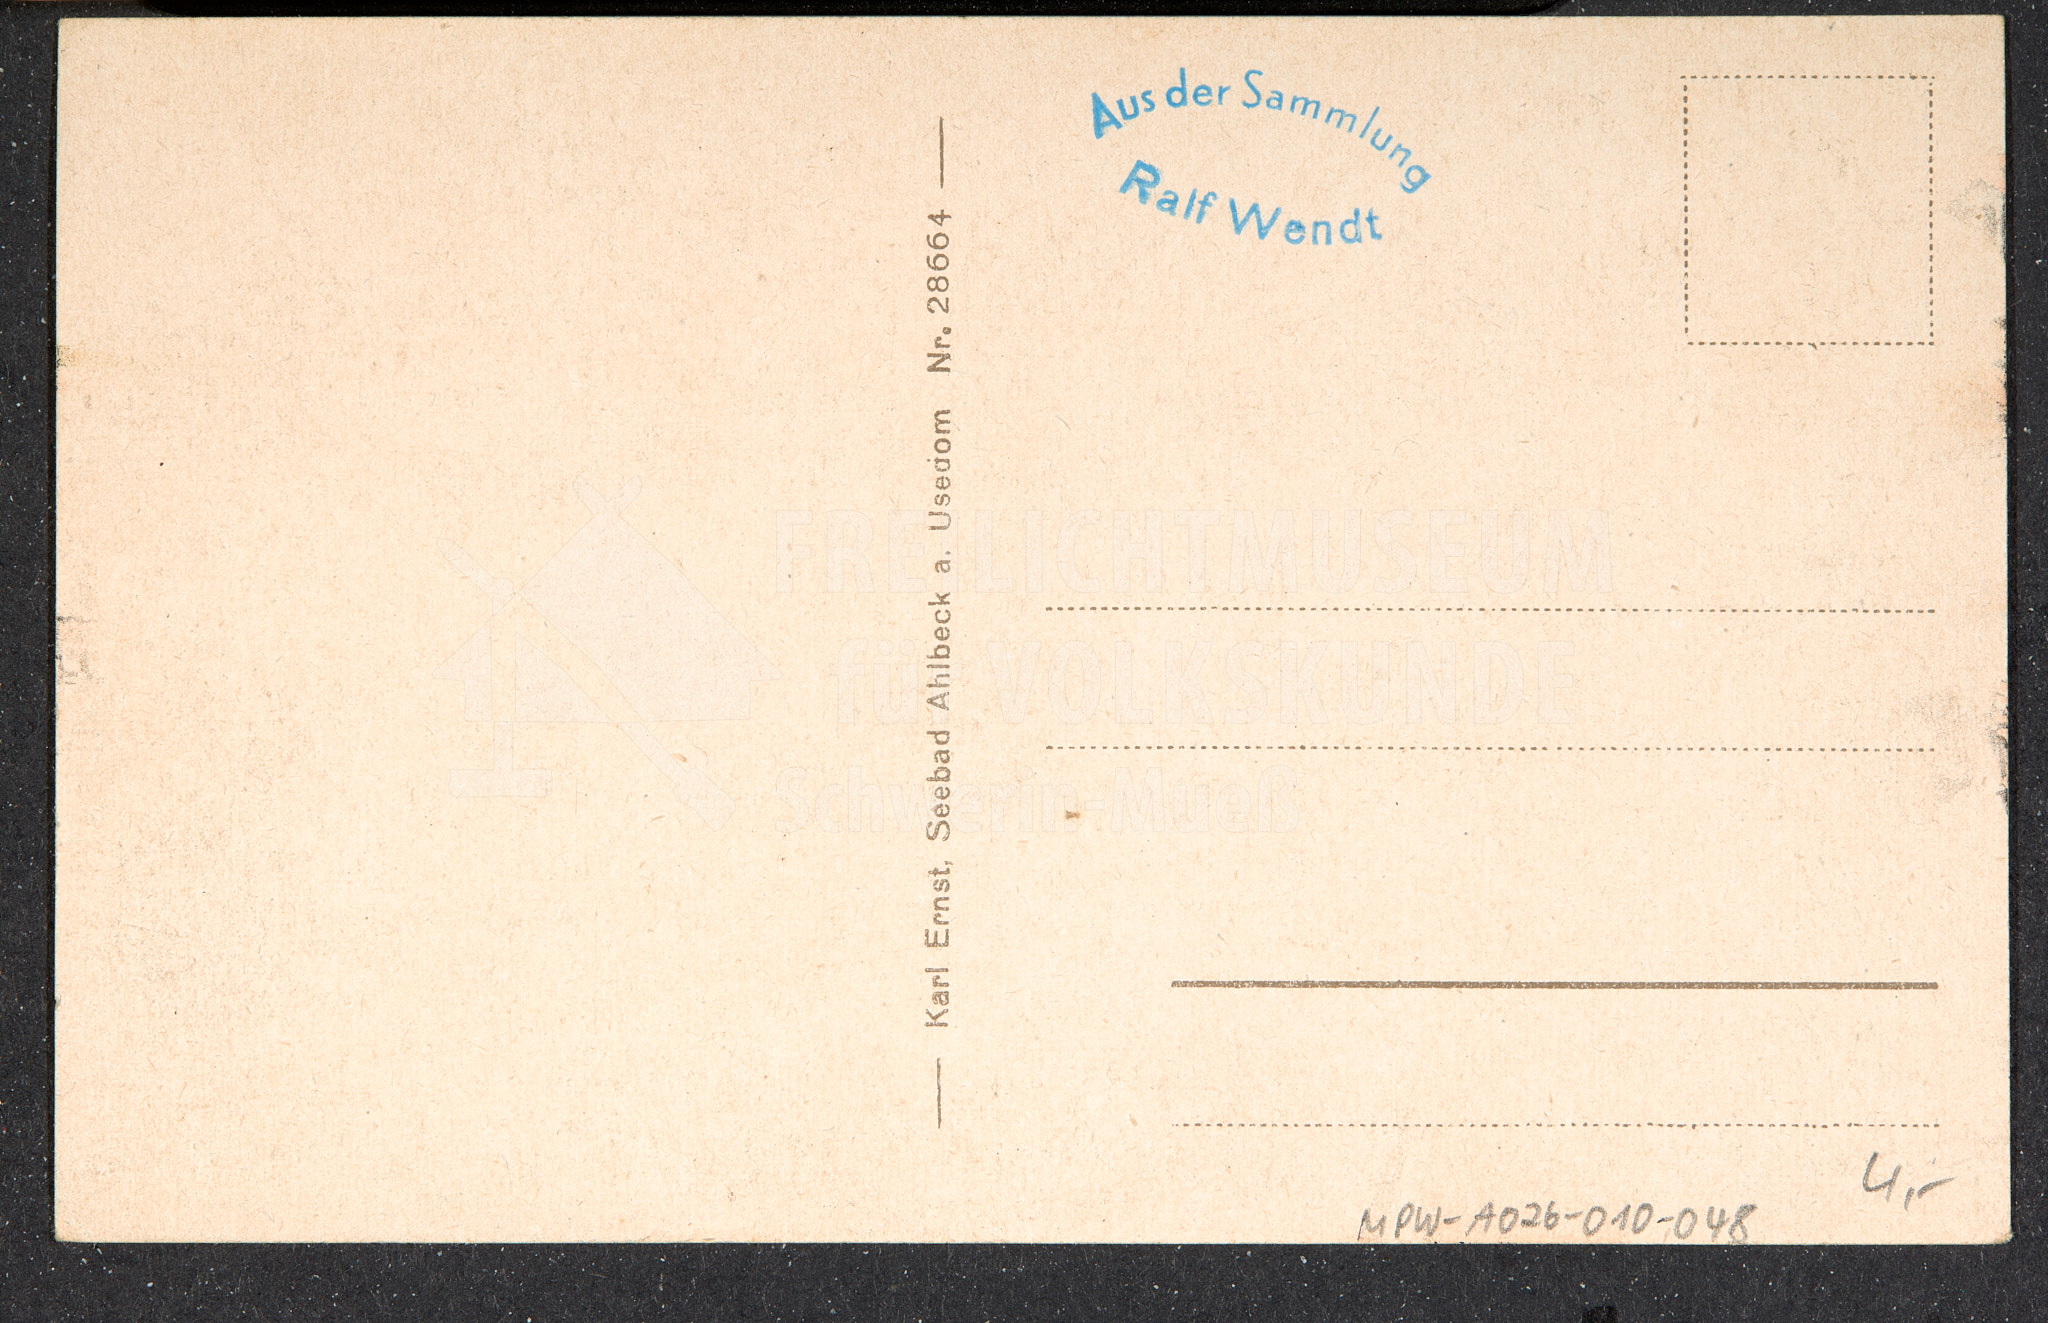 Aus der Sammlung
Ralf Wendt
Karl Ernst, Seebad Ahlbeck a. Usedom Nr. 28664
FREILICHTMUSEUM
für VOLKSKUNDE
Schwerin-Mueß
4,-
MPW-A026-010-048